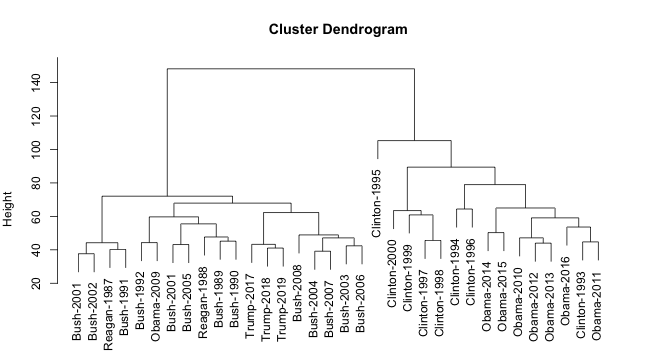 Cluster Dendrogram
Height
20
40
60
80
100
120
140
Bush-2001
Bush-2002
Reagan-1987
Bush-1991
Bush-1992
Obama-2009
Bush-2001
Bush-2005
Reagan-1988
Bush-1989
Bush-1990
Trump-2017
Trump-2018
Trump-2019
Bush-2008
Bush-2004
Bush-2007
Bush-2003
Bush-2006
Clinton-1995
Clinton-2000
Clinton-1999
Clinton-1997
Clinton-1998
Clinton-1994
Clinton-1996
Obama-2014
Obama-2015
Obama-2010
Obama-2012
Obama-2013
Obama-2016
Clinton-1993
Obama-2011